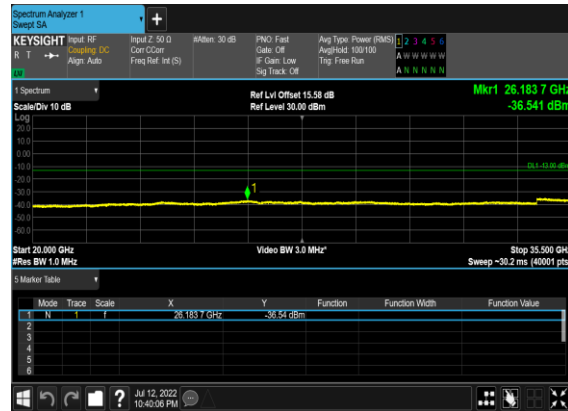 Spectrum Analyzer 1
Swept SA
+
KEYSIGHT Input: RF
R T Coupling: DC
Align: Auto
LW
Input Z: 50 Ω
Corr CCorr
Freq Ref: Int (S)
#Atten: 30 dB
PNO: Fast
Gate: Off
IF Gain: Low
Sig Track: Off
Avg Type: Power (RMS)
Avg|Hold: 100/100
Trig: Free Run
1 2 3 4 5 6
A W W W W W
A N N N N N
1 Spectrum
Scale/Div 10 dB
Ref Lvl Offset 15.58 dB
Ref Level 30.00 dBm
Mkr1 26.183 7 GHz
-36.541 dBm
Log
20.0
10.0
0.00
-10.0
DL1 -13.00 dBm
-20.0
1
-30.0
-40.0
-50.0
-60.0
Start 20.000 GHz
#Res BW 1.0 MHz
Video BW 3.0 MHz*
Stop 35.500 GHz
Sweep ~30.2 ms (40001 pts)
5 Marker Table
Mode Trace Scale X Y Function Function Width Function Value
1 N 1 f 26.183 7 GHz -36.54 dBm
2
3
4
5
6
? Jul 12, 2022
10:40:06 PM